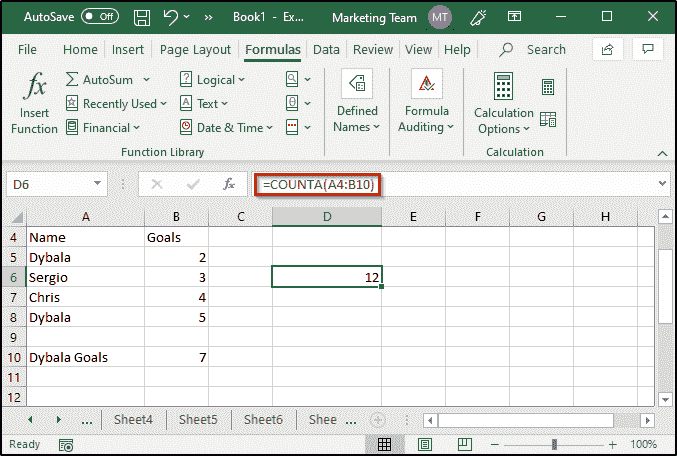 AutoSave Off Book1 - Ex... Marketing Team MT
File Home Insert Page Layout Formulas Data Review View Help Search
fx Insert Function
AutoSum
Recently Used
Financial
Logical
Text
Date & Time
Function Library
Defined Names
Formula Auditing
Calculation Options
Calculation
D6 fx =COUNTA(A4:B10)
A B C D E F G H
4 Name Goals
5 Dybala 2
6 Sergio 3 12
7 Chris 4
8 Dybala 5
9
10 Dybala Goals 7
11
12
... Sheet4 Sheet5 Sheet6 Shee ...
Ready 100%